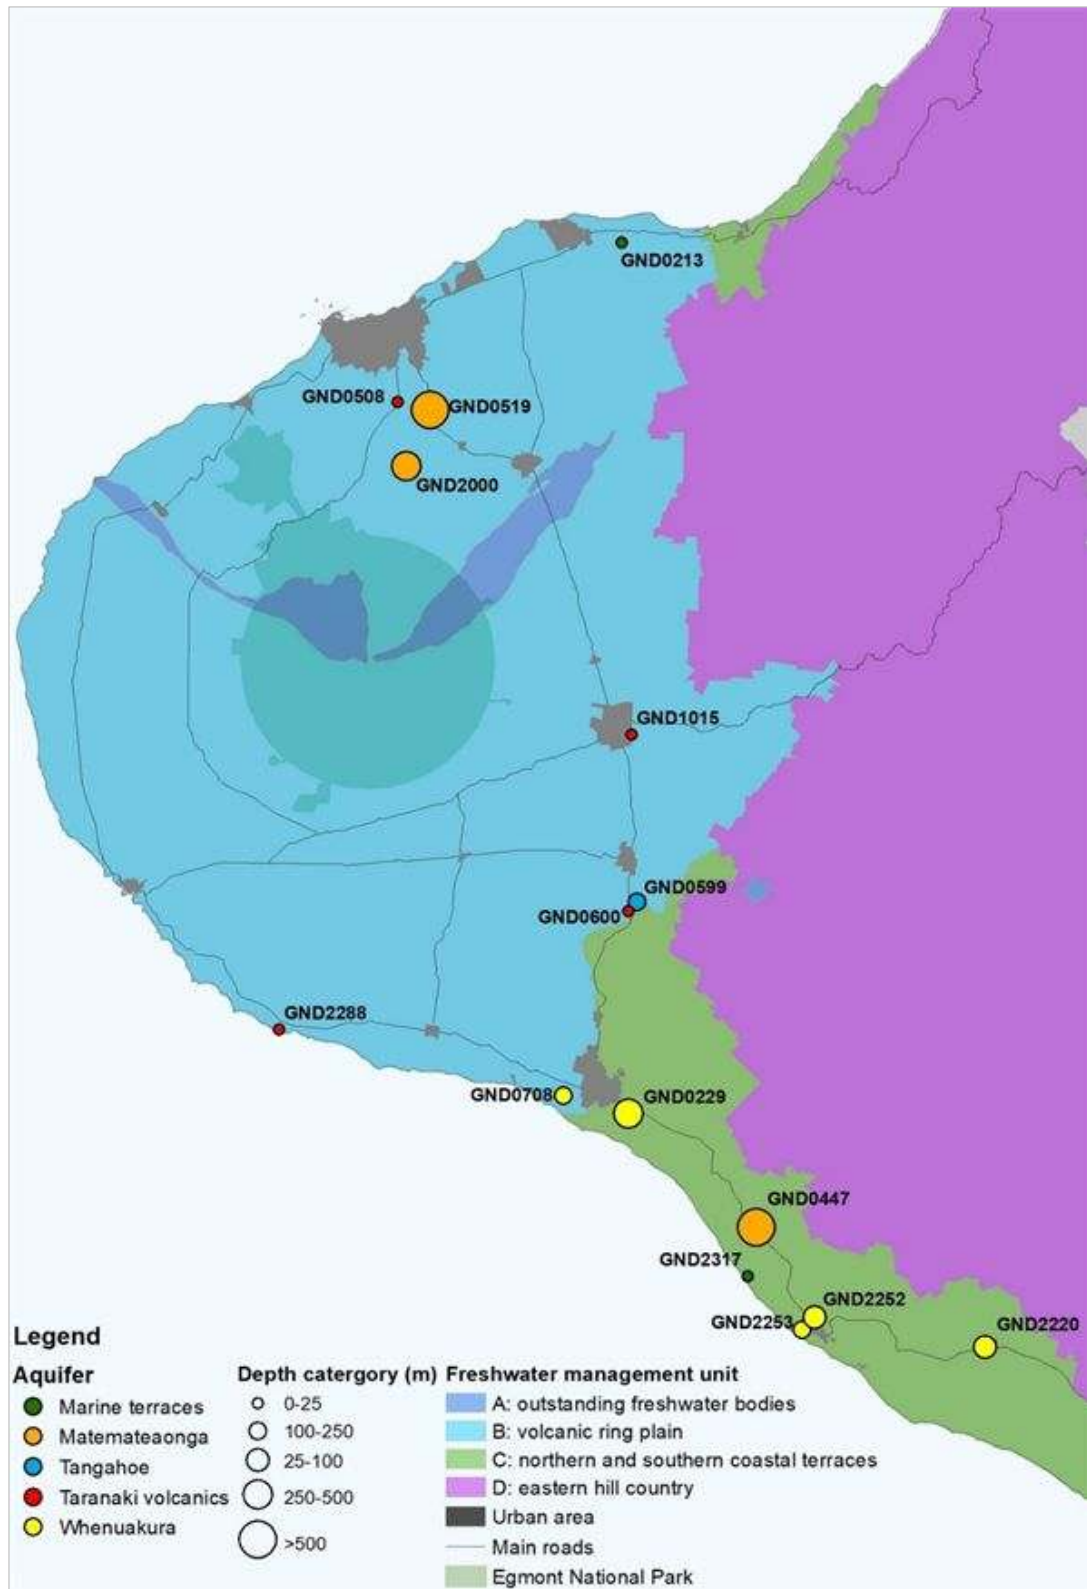 GND0213
GND0508
GND0519
GND2000
GND1015
GND0599
GND0600
GND2288
GND0708
GND0229
GND0447
GND2317
GND2252
GND2253
GND2220
Legend
Aquifer
Marine terraces
Matemateaonga
Tangahoe
Taranaki volcanics
Whenuakura
Depth catergory (m)
0-25
100-250
25-100
250-500
>500
Freshwater management unit
A: outstanding freshwater bodies
B: volcanic ring plain
C: northern and southern coastal terraces
D: eastern hill country
Urban area
Main roads
Egmont National Park